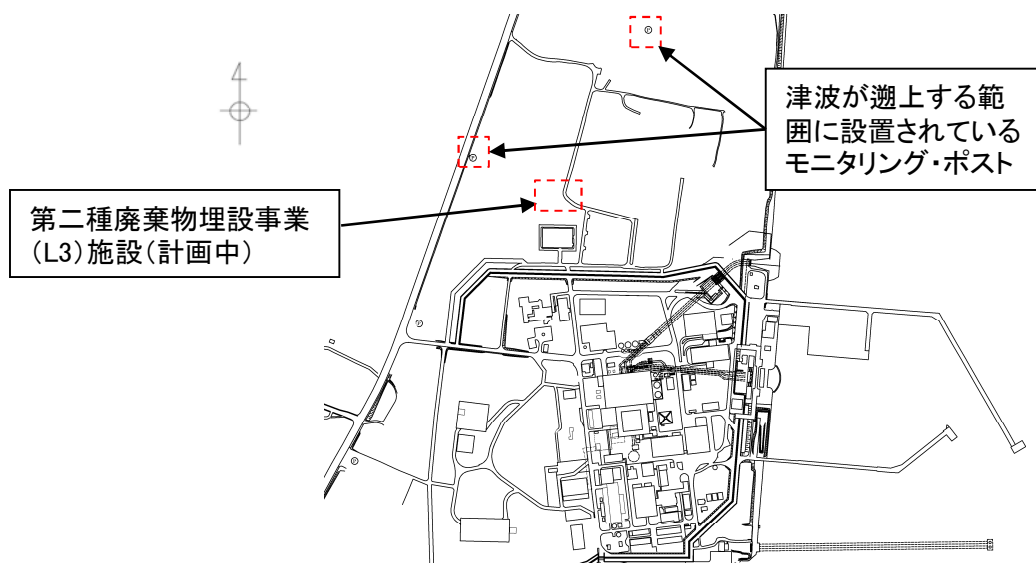 津波が遡上する範
囲に設置されている
モニタリング・ポスト
第二種廃棄物埋設事業
（L3）施設（計画中）